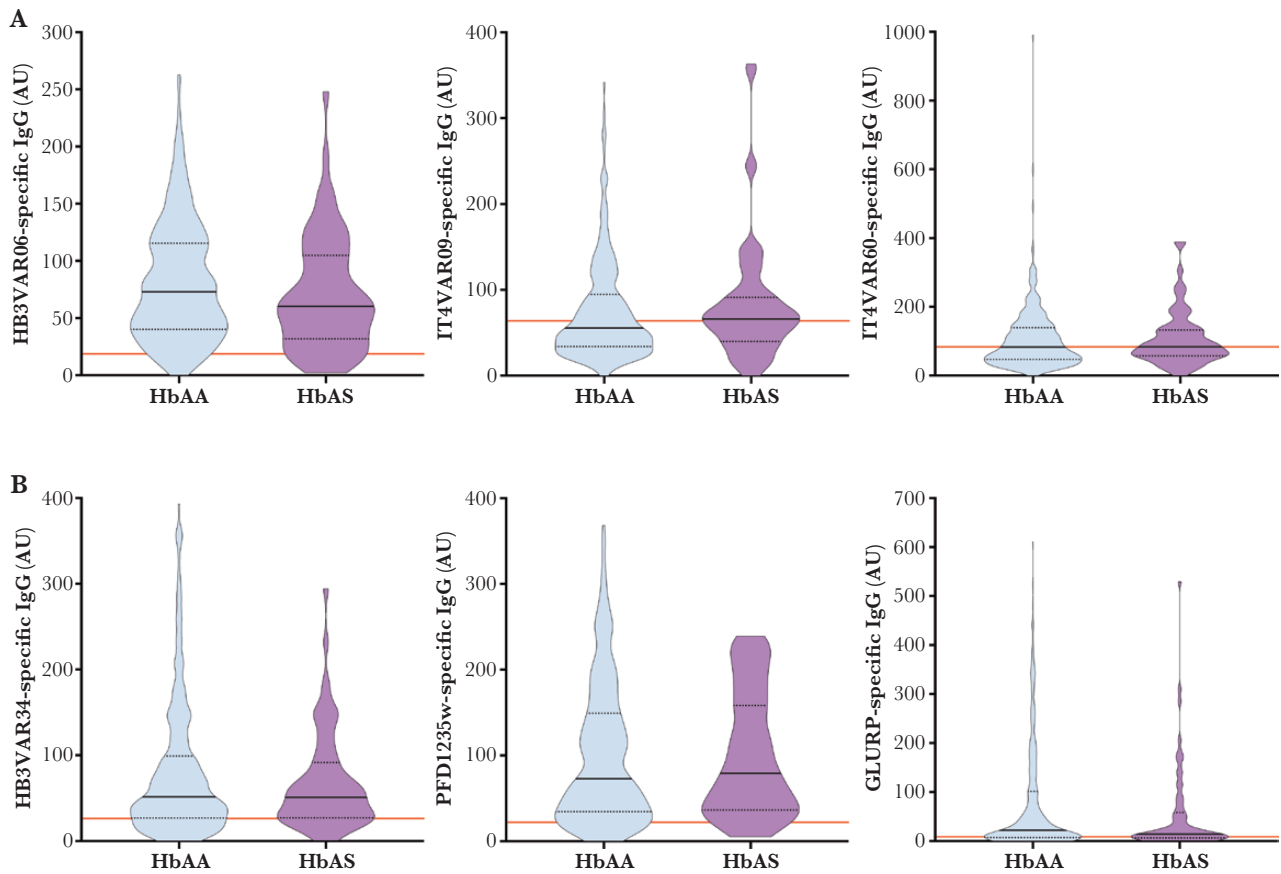 A
HB3VAR06-specific IgG (AU)
300
250
200
150
100
50
0
HbAA
HbAS
IT4VAR09-specific IgG (AU)
400
300
200
100
0
HbAA
HbAS
IT4VAR60-specific IgG (AU)
1000
800
600
400
200
0
HbAA
HbAS
B
HB3VAR34-specific IgG (AU)
400
300
200
100
0
HbAA
HbAS
PFD1235w-specific IgG (AU)
400
300
200
100
0
HbAA
HbAS
GLURP-specific IgG (AU)
700
600
500
400
300
200
100
0
HbAA
HbAS